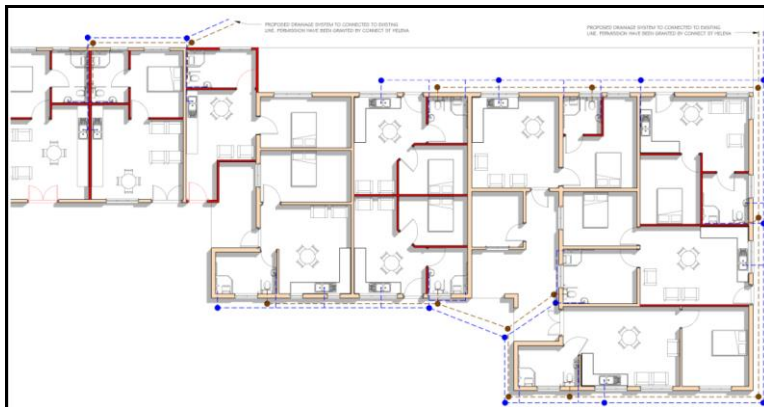 PROPOSED DRAINAGE SYSTEM TO CONNECTED TO EXISTING
LINE. PERMISSION HAVE BEEN GRANTED BY CONNECT ST HELENA
PROPOSED DRAINAGE SYSTEM TO CONNECTED TO EXISTING
LINE. PERMISSION HAVE BEEN GRANTED BY CONNECT ST HELENA